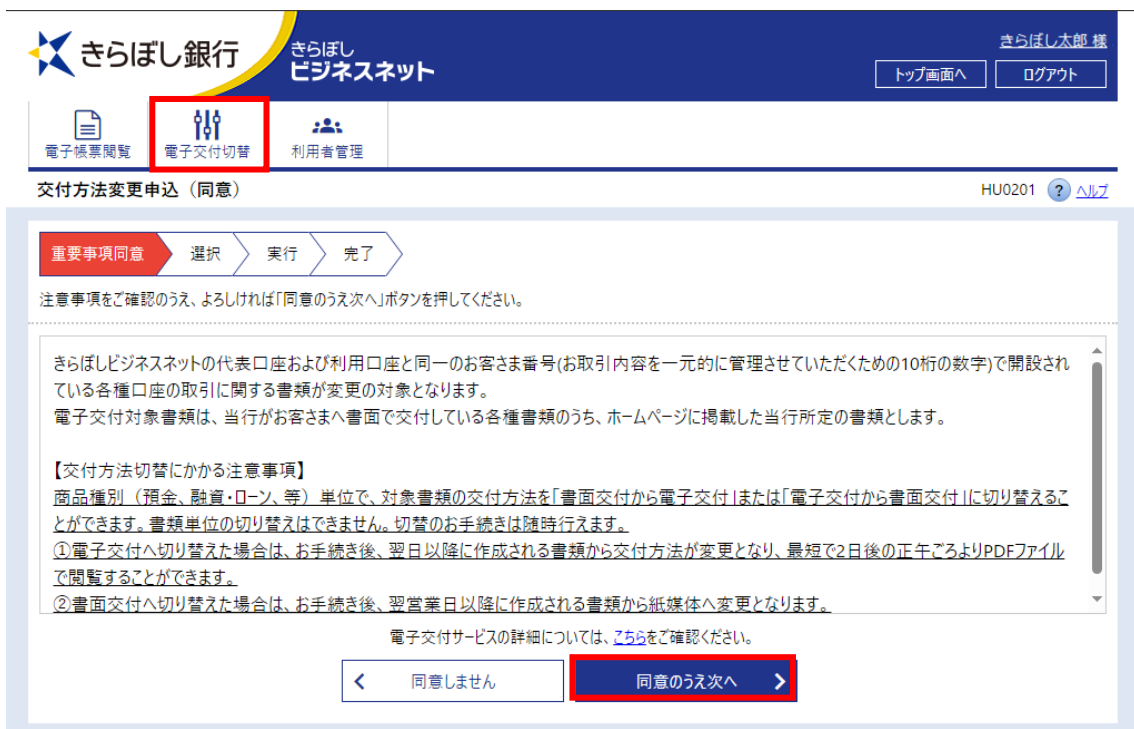 きらぼし銀行
きらぼし
ビジネスネット
きらぼし太郎 様
トップ画面へ
ログアウト
電子帳票閲覧
電子交付切替
利用者管理
交付方法変更申込（同意）
HU0201 ? ヘルプ
重要事項同意
選択
実行
完了
注意事項をご確認のうえ、よろしければ「同意のうえ次へ」ボタンを押してください。
きらぼしビジネスネットの代表口座および利用口座と同一のお客さま番号(お取引内容を一元的に管理させていただくための10桁の数字)で開設され
ている各種口座の取引に関する書類が変更の対象となります。
電子交付対象書類は、当行がお客さまへ書面で交付している各種書類のうち、ホームページに掲載した当行所定の書類とします。
【交付方法切替にかかる注意事項】
商品種別（預金、融資・ローン、等）単位で、対象書類の交付方法を「書面交付から電子交付」または「電子交付から書面交付」に切り替えるこ
とができます。書類単位の切り替えはできません。切替のお手続きは随時行えます。
①電子交付へ切り替えた場合は、お手続き後、翌日以降に作成される書類から交付方法が変更となり、最短で2日後の正午ごろよりPDFファイル
で閲覧することができます。
②書面交付へ切り替えた場合は、お手続き後、翌営業日以降に作成される書類から紙媒体へ変更となります。
電子交付サービスの詳細については、こちらをご確認ください。
同意しません
同意のうえ次へ